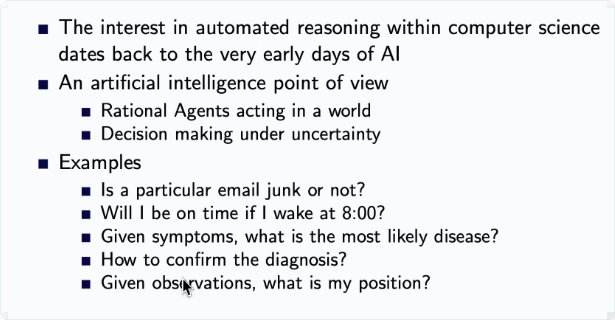 The interest in automated reasoning within computer science
dates back to the very early days of AI
An artificial intelligence point of view
Rational Agents acting in a world
Decision making under uncertainty
Examples
Is a particular email junk or not?
Will I be on time if I wake at 8:00?
Given symptoms, what is the most likely disease?
How to confirm the diagnosis?
Given observations, what is my position?